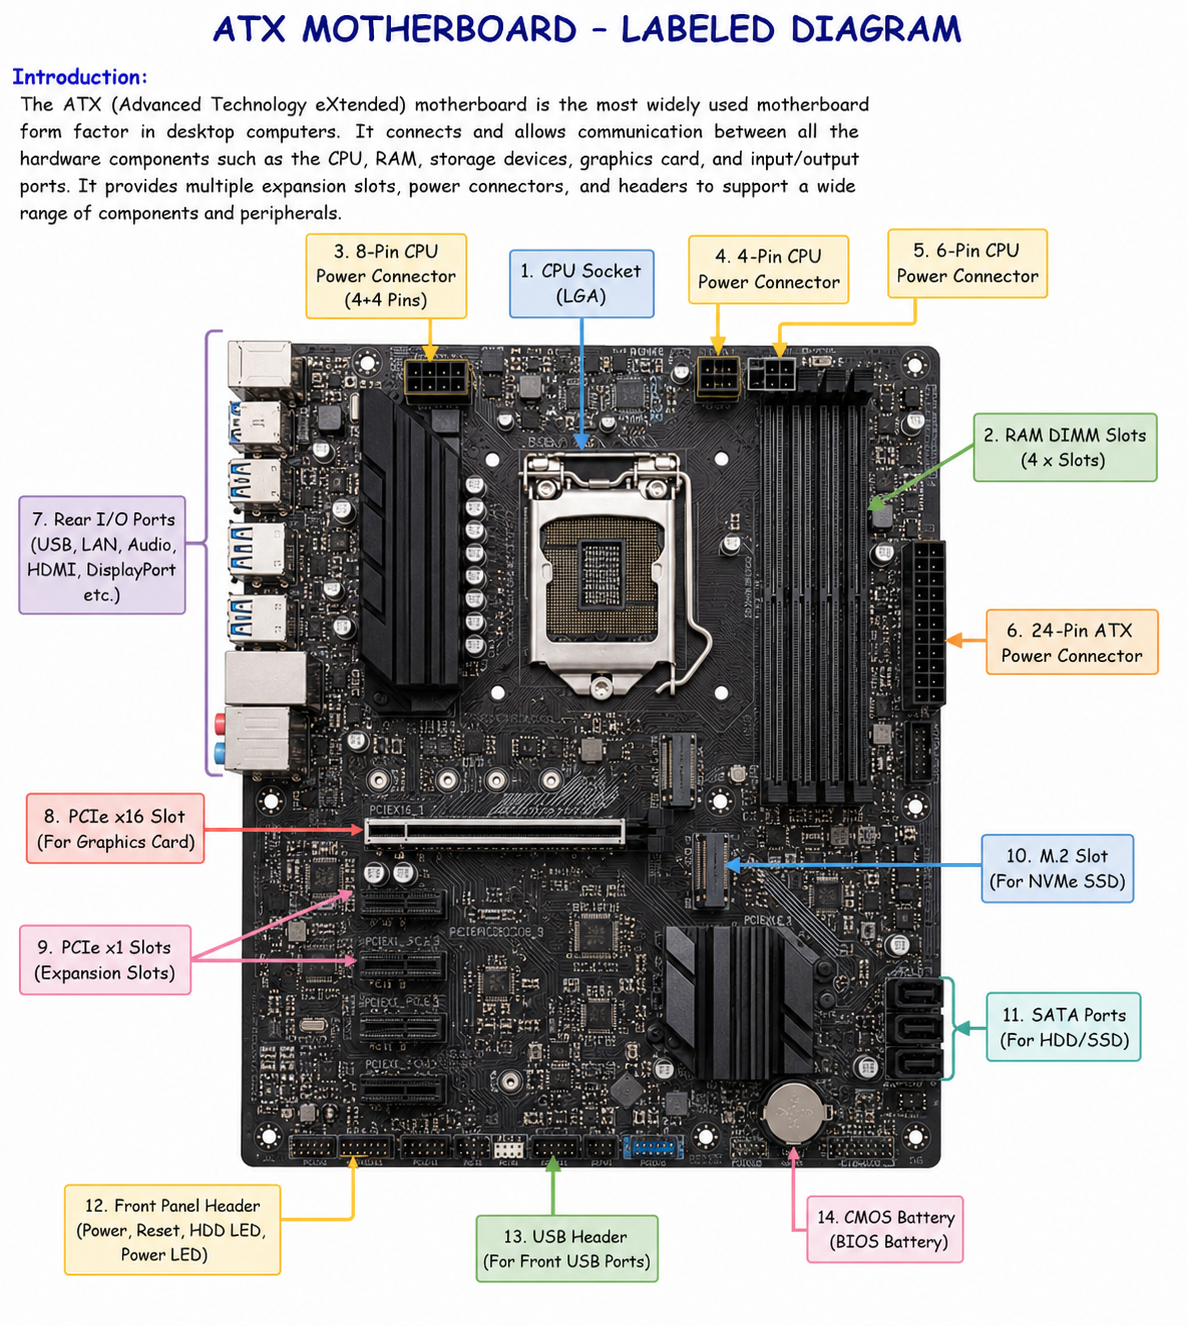 ATX MOTHERBOARD – LABELED DIAGRAM
Introduction:
The ATX (Advanced Technology eXtended) motherboard is the most widely used motherboard
form factor in desktop computers. It connects and allows communication between all the
hardware components such as the CPU, RAM, storage devices, graphics card, and input/output
ports. It provides multiple expansion slots, power connectors, and headers to support a wide
range of components and peripherals.
3. 8-Pin CPU
Power Connector
(4+4 Pins)
1. CPU Socket
(LGA)
4. 4-Pin CPU
Power Connector
5. 6-Pin CPU
Power Connector
2. RAM DIMM Slots
(4 x Slots)
7. Rear I/O Ports
(USB, LAN, Audio,
HDMI, DisplayPort
etc.)
6. 24-Pin ATX
Power Connector
8. PCIe x16 Slot
(For Graphics Card)
PCIEX16_1
10. M.2 Slot
(For NVMe SSD)
9. PCIe x1 Slots
(Expansion Slots)
11. SATA Ports
(For HDD/SSD)
12. Front Panel Header
(Power, Reset, HDD LED,
Power LED)
13. USB Header
(For Front USB Ports)
14. CMOS Battery
(BIOS Battery)